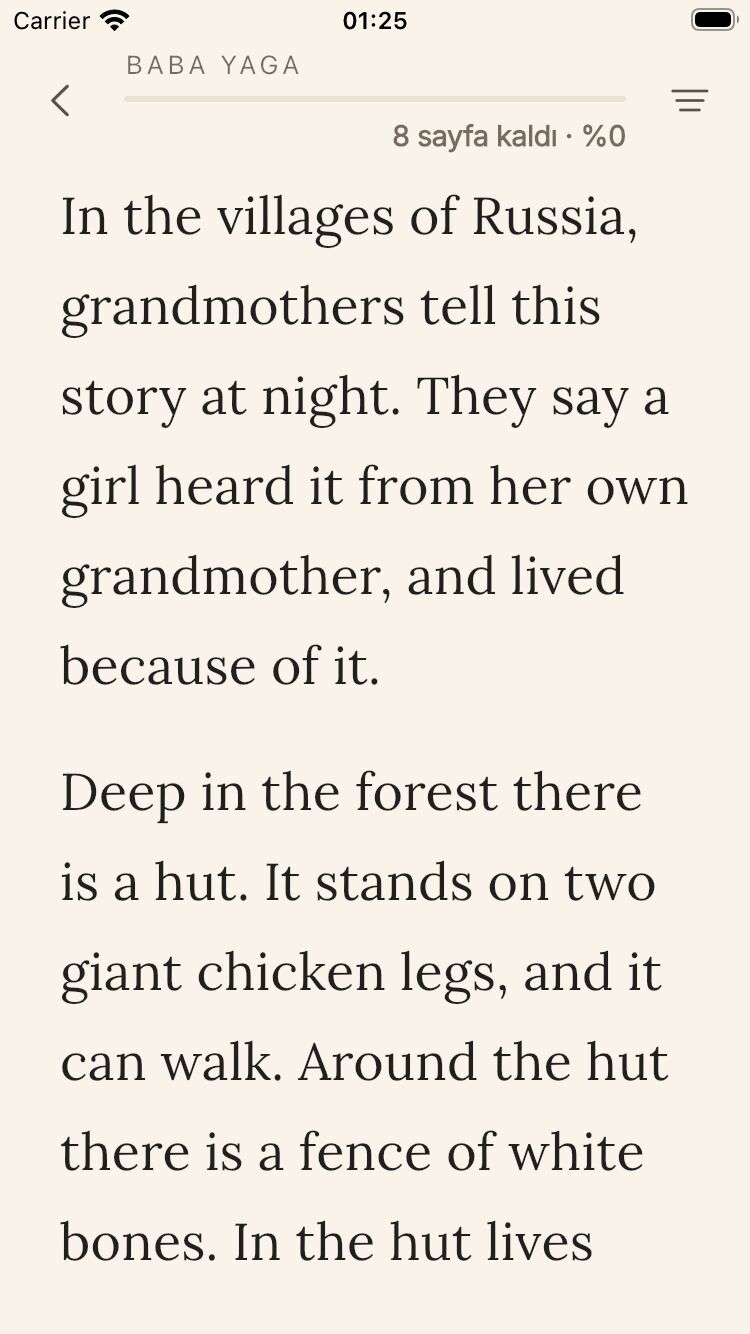 Carrier
01:25
BABA YAGA
8 sayfa kaldı · %0
In the villages of Russia,
grandmothers tell this
story at night. They say a
girl heard it from her own
grandmother, and lived
because of it.
Deep in the forest there
is a hut. It stands on two
giant chicken legs, and it
can walk. Around the hut
there is a fence of white
bones. In the hut lives